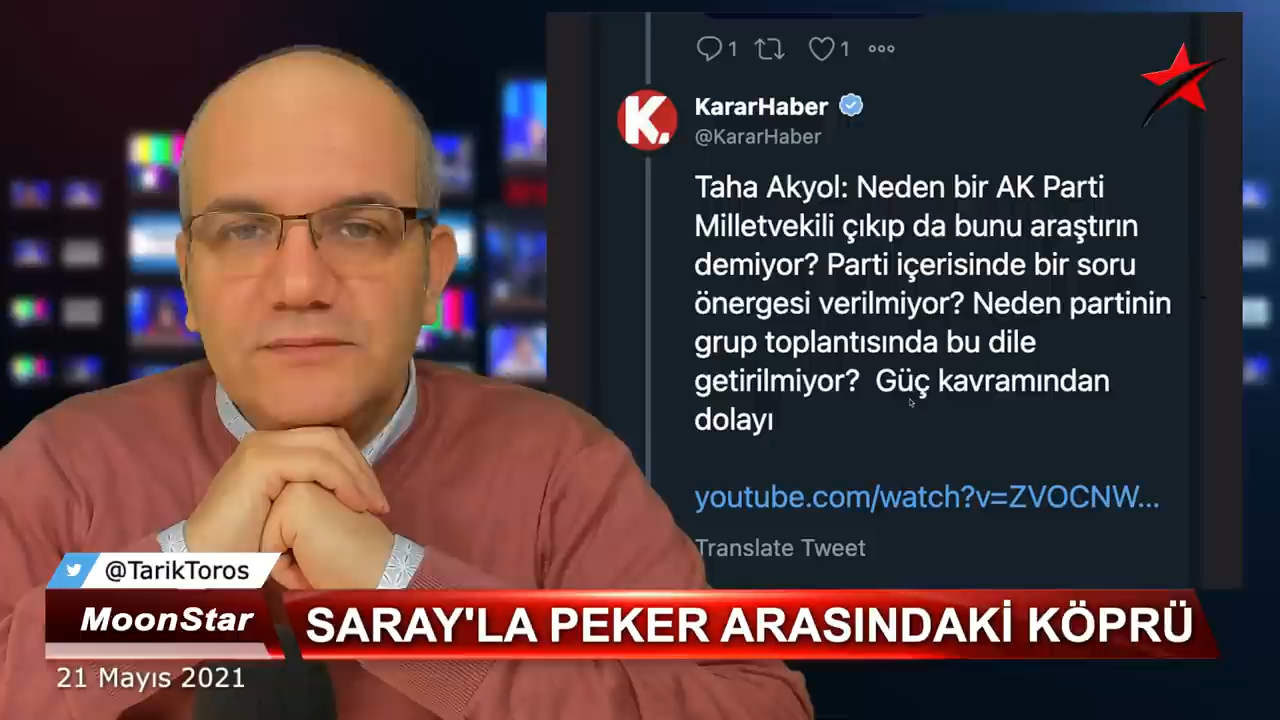 1 1
K.
KararHaber
@KararHaber
Taha Akyol: Neden bir AK Parti
Milletvekili çıkıp da bunu araştırın
demiyor? Parti içerisinde bir soru
önergesi verilmiyor? Neden partinin
grup toplantısında bu dile
getirilmiyor? Güç kavramından
dolayı
youtube.com/watch?v=ZVOCNW...
Translate Tweet
@TarikToros
MoonStar
SARAY'LA PEKER ARASINDAKİ KÖPRÜ
21 Mayıs 2021